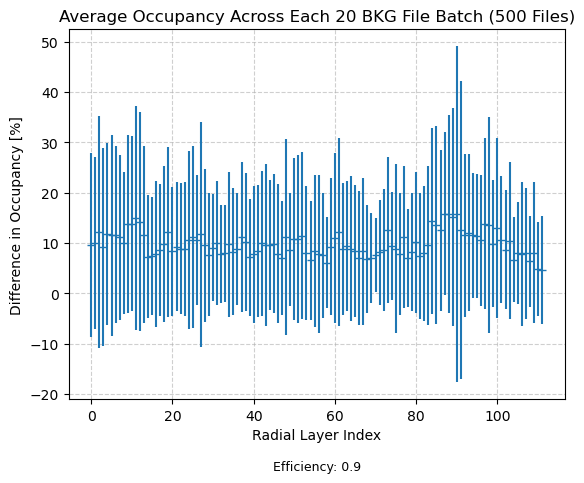 Average Occupancy Across Each 20 BKG File Batch (500 Files)
50
40
30
20
10
0
−10
−20
Difference in Occupancy [%]
0 20 40 60 80 100
Radial Layer Index
Efficiency: 0.9